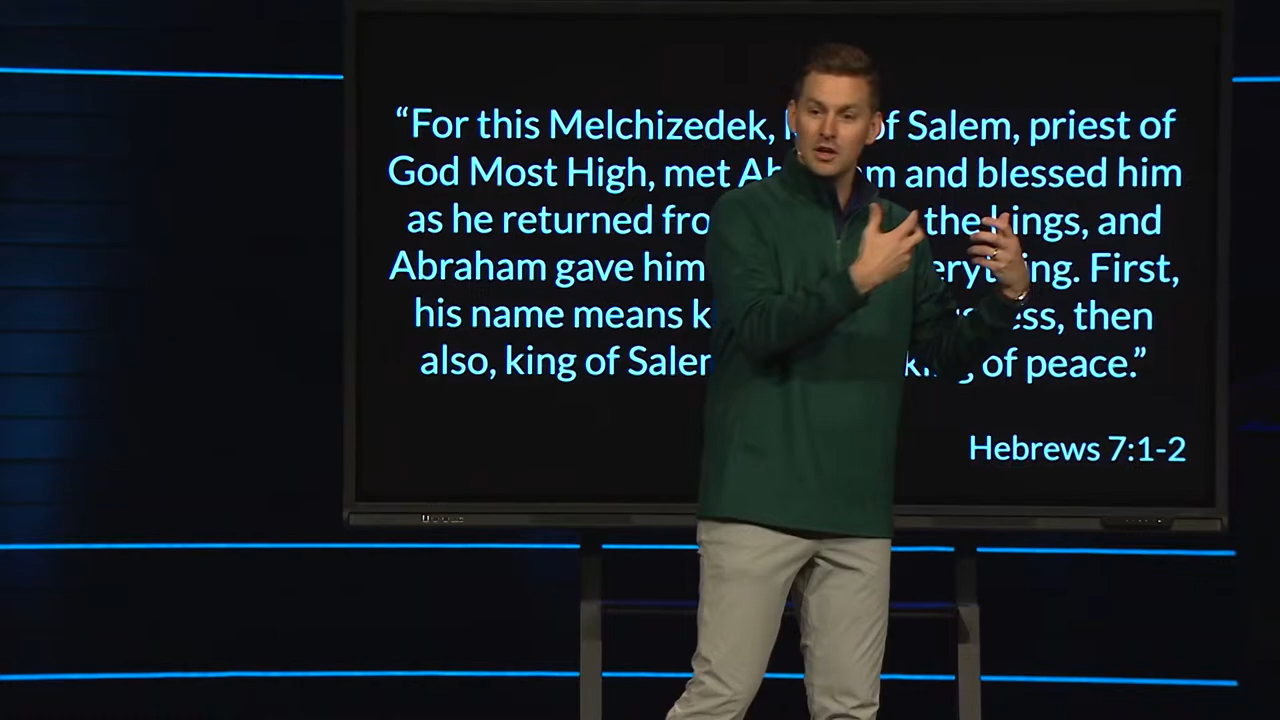 “For this Melchizedek, of Salem, priest of
God Most High, met and blessed him
as he returned the kings, and
Abraham gave him First,
his name means then
also, king of of peace.”
Hebrews 7:1-2